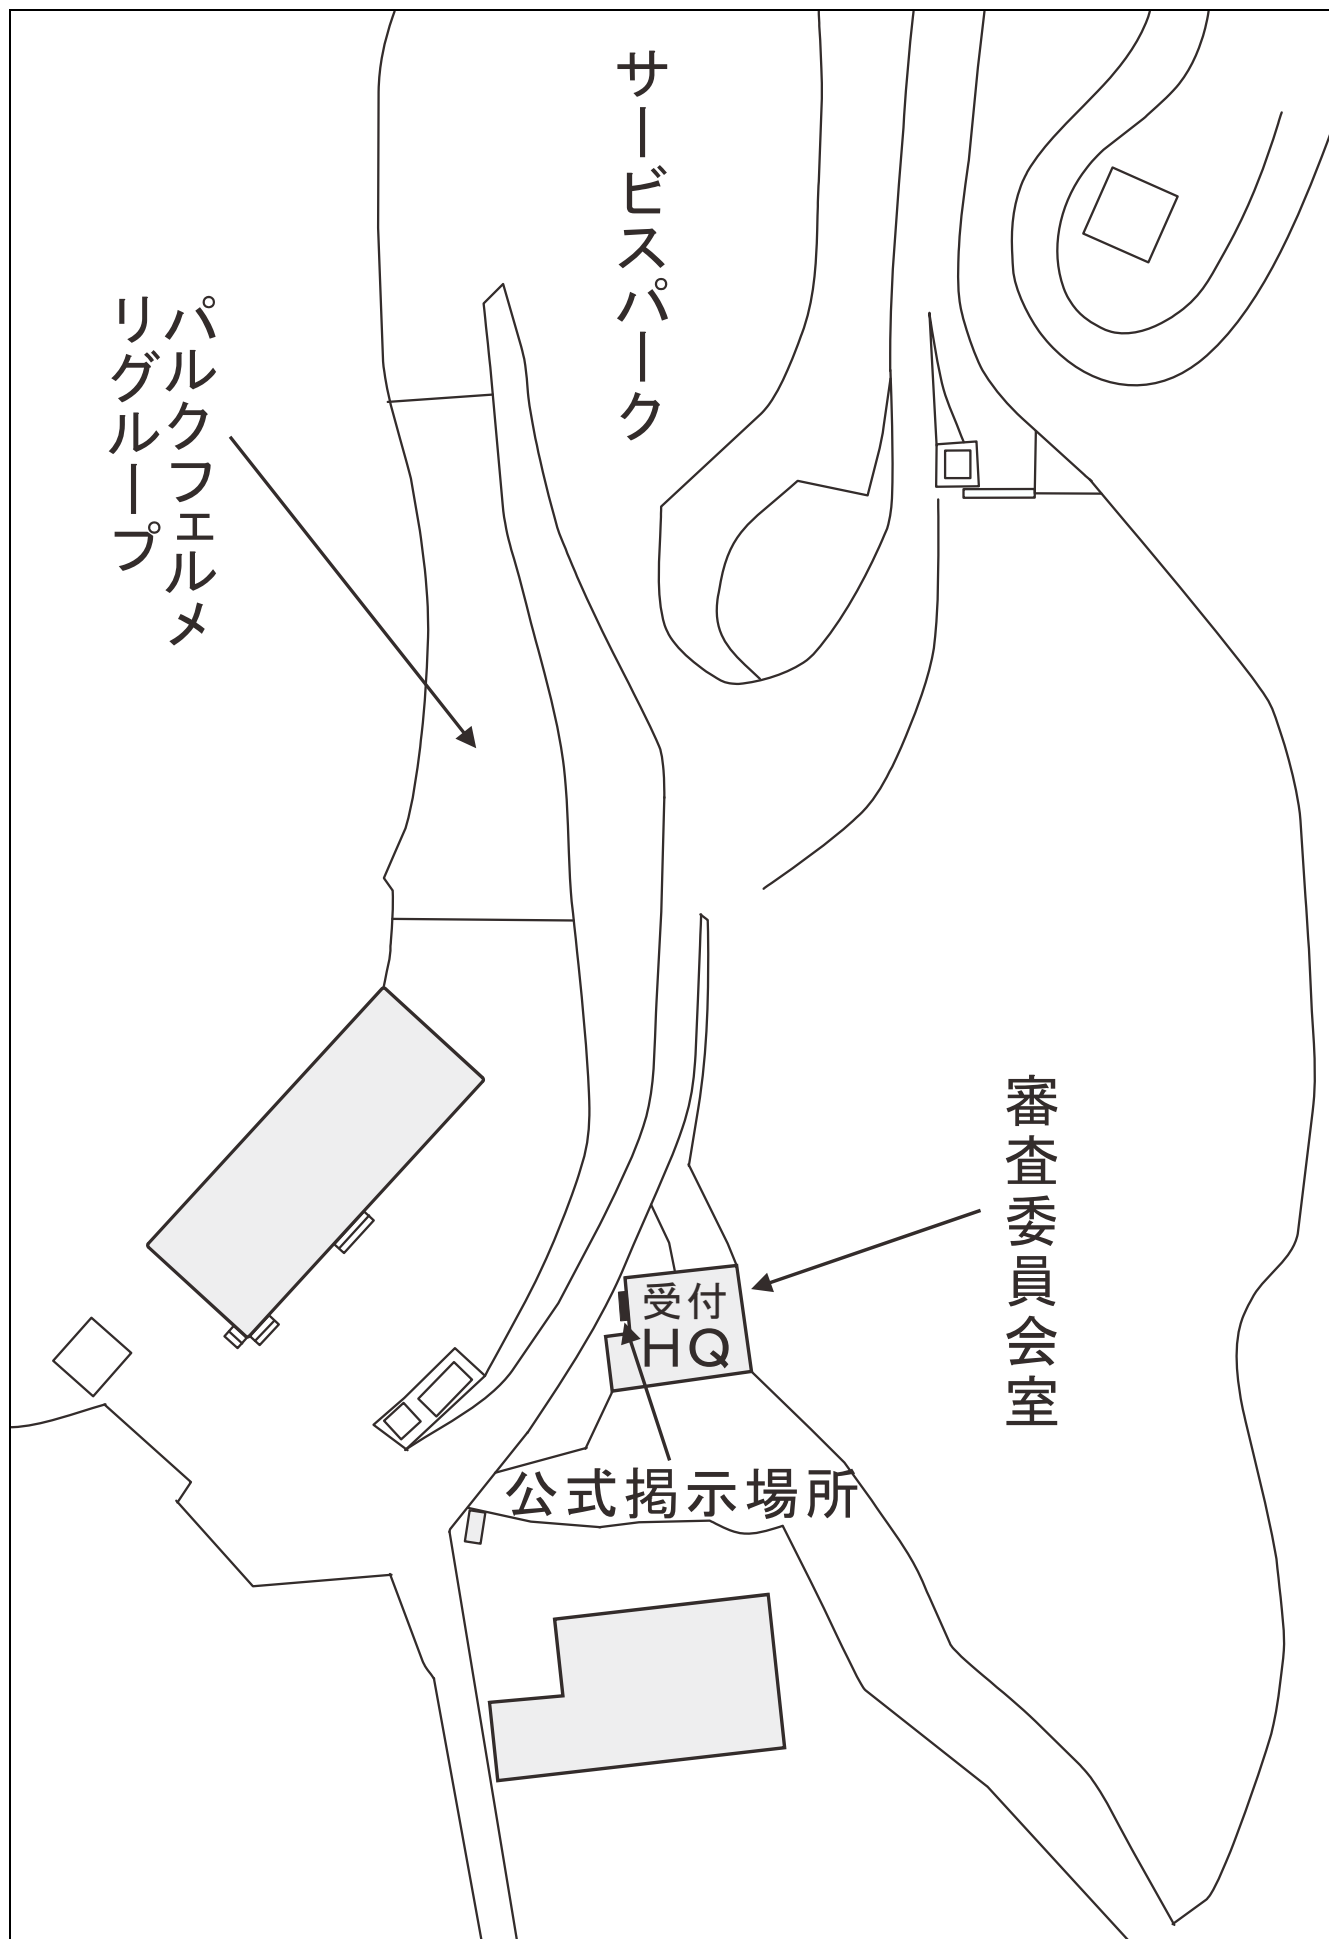 サービスパーク
パルクフェルメ
リグループ
審査委員会室
受付
HQ
公式掲示場所